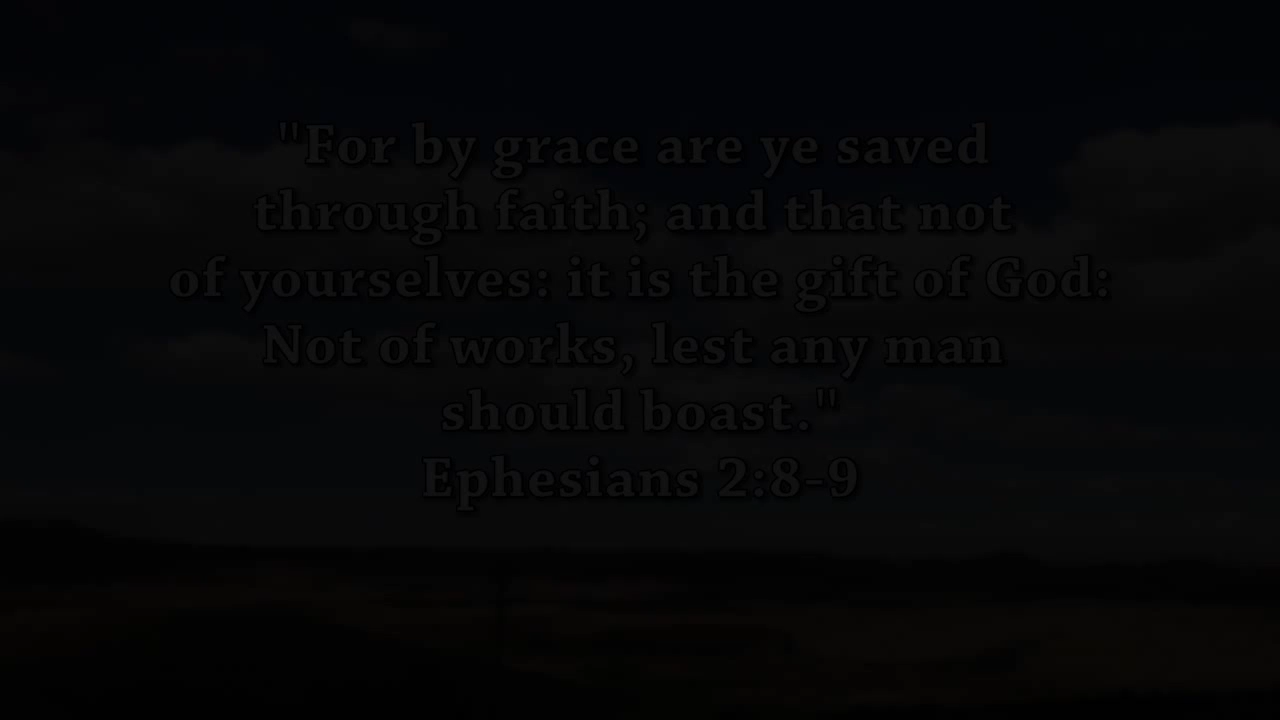 "For by grace are ye saved
through faith; and that not
of yourselves: it is the gift of God:
Not of works, lest any man
should boast."
Ephesians 2:8-9